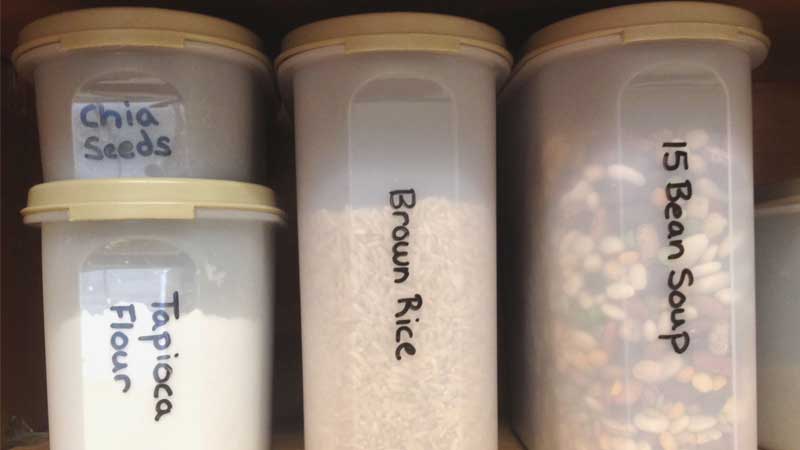 Chia
Seeds
Tapioca
Flour
Brown Rice
15 Bean Soup